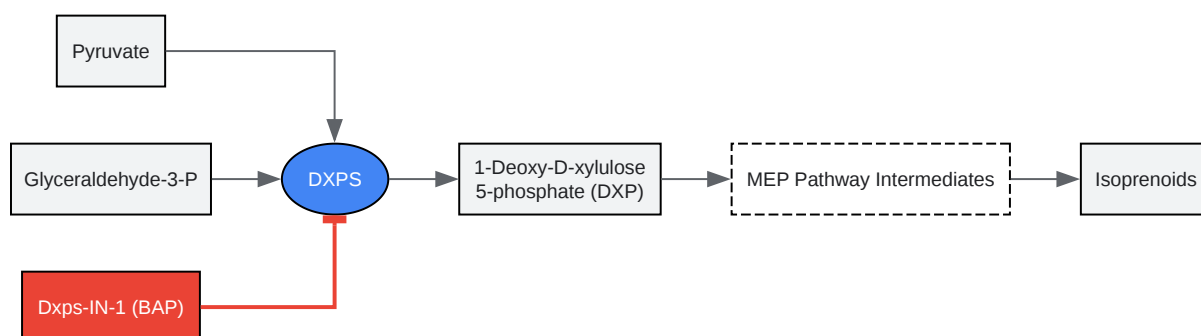 Pyruvate
Glyceraldehyde-3-P
DXPS
1-Deoxy-D-xylulose
5-phosphate (DXP)
MEP Pathway Intermediates
Isoprenoids
Dxps-IN-1 (BAP)